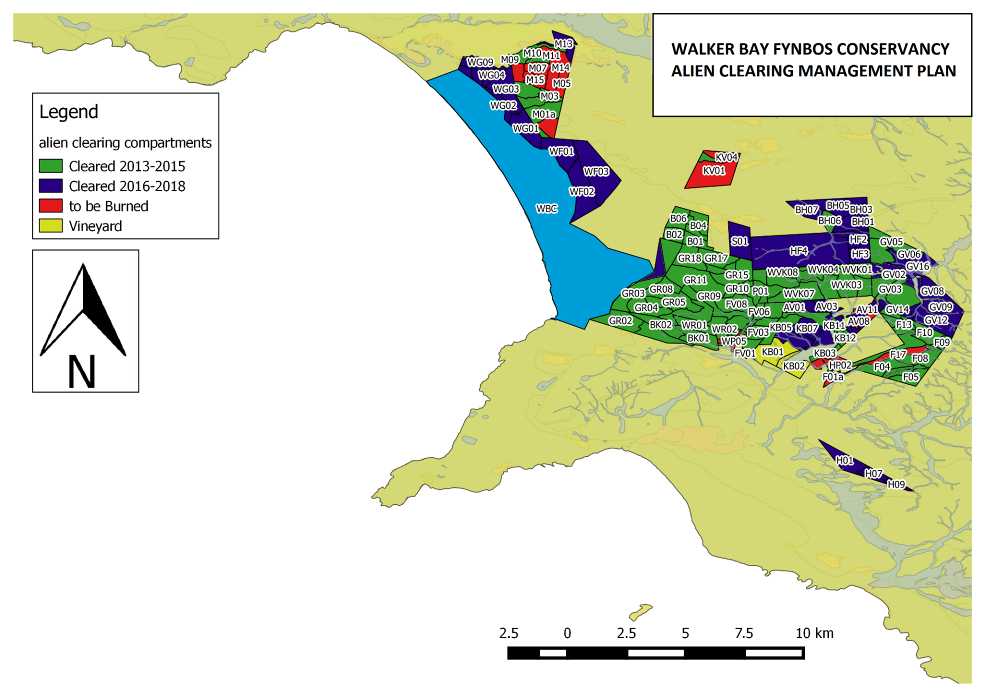 WALKER BAY FYNBOS CONSERVANCY
ALIEN CLEARING MANAGEMENT PLAN
Legend
alien clearing compartments
Cleared 2013-2015
Cleared 2016-2018
to be Burned
Vineyard
N
M13
M10
M11
M09
WG09
M07
M14
WG04
M15
M05
WG03
M03
WG02
M01a
WG01
WF01
WF03
WF02
WBC
KV04
KV01
BH07
BH05
BH03
BH06
BH01
B06
B04
B02
B01
S01
HF2
GV05
HF4
HF3
GV06
GR18
GR17
GV16
WVK08
WVK04
WVK01
GV02
GR15
GR11
WVK03
GV03
GV08
GR03
GR08
GR10
P01
WVK07
GR09
GR05
FV08
AV01
AV03
GV09
GR04
FV06
AV11
GV14
GR02
BK02
WR01
WR02
FV03
KB05
KB07
KB11
AV08
F13
GV12
F10
BK01
WP05
KB12
F09
FV01
KB01
KB03
F17
F08
KB02
HP02
F04
F01a
F05
H01
H07
H09
2.5 0 2.5 5 7.5 10 km